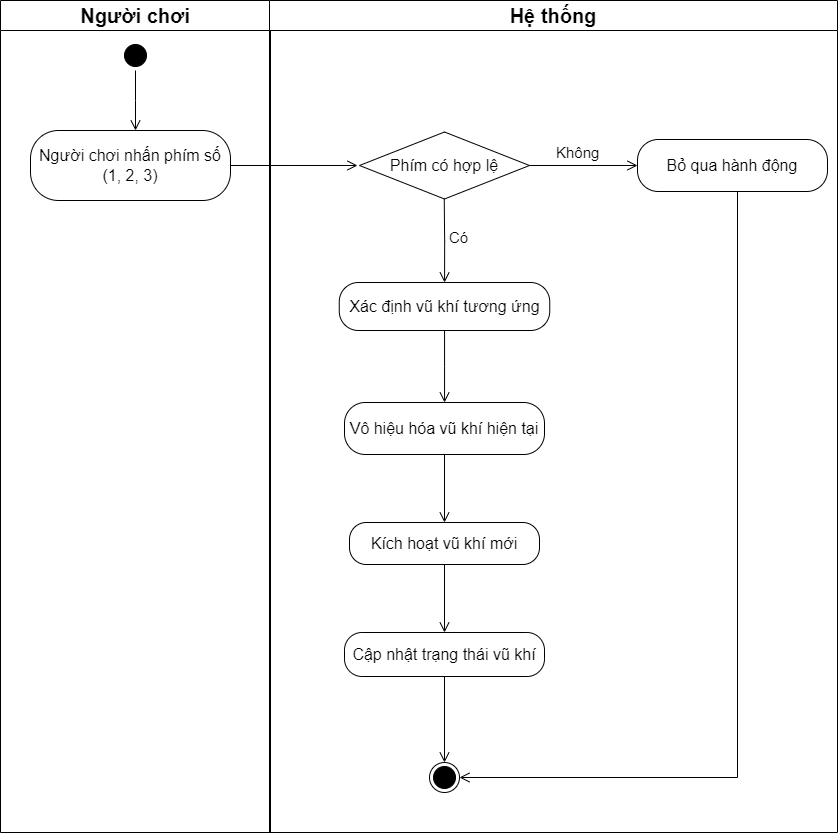 Người chơi
Hệ thống
Người chơi nhấn phím số
(1, 2, 3)
Phím có hợp lệ
Không
Bỏ qua hành động
Có
Xác định vũ khí tương ứng
Vô hiệu hóa vũ khí hiện tại
Kích hoạt vũ khí mới
Cập nhật trạng thái vũ khí